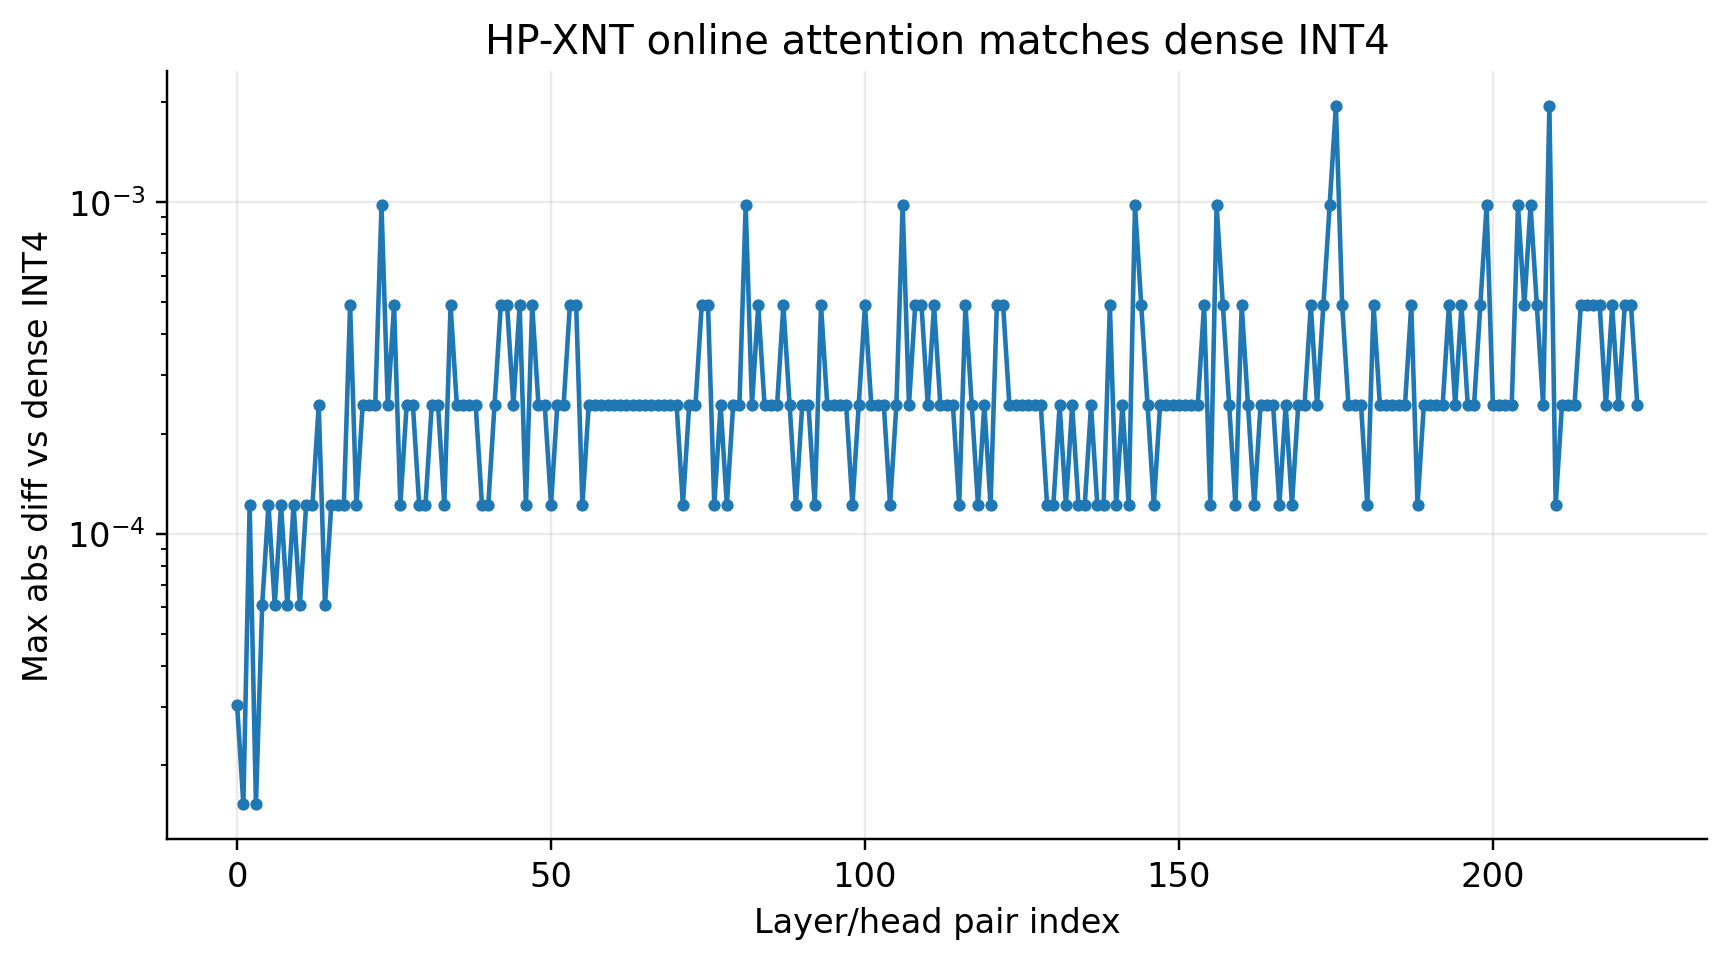 HP-XNT online attention matches dense INT4
Max abs diff vs dense INT4
10⁻³
10⁻⁴
0 50 100 150 200
Layer/head pair index